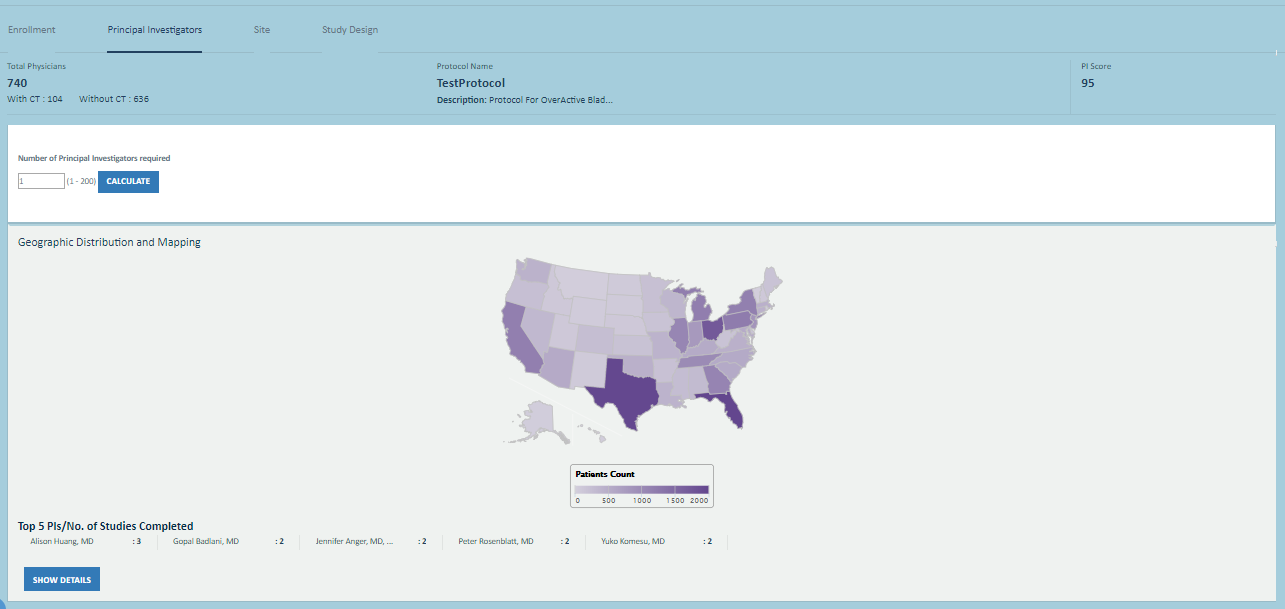 Enrollment Principal Investigators Site Study Design
Total Physicians Protocol Name PI Score
740 TestProtocol 95
With CT : 104 Without CT : 636 Description: Protocol For OverActive Blad...
Number of Principal Investigators required
1 (1 - 200) CALCULATE
Geographic Distribution and Mapping
Patients Count
0 500 1000 1500 2000
Top 5 PIs/No. of Studies Completed
Alison Huang, MD : 3 Gopal Badlani, MD : 2 Jennifer Anger, MD, ... : 2 Peter Rosenblatt, MD : 2 Yuko Komesu, MD : 2
SHOW DETAILS